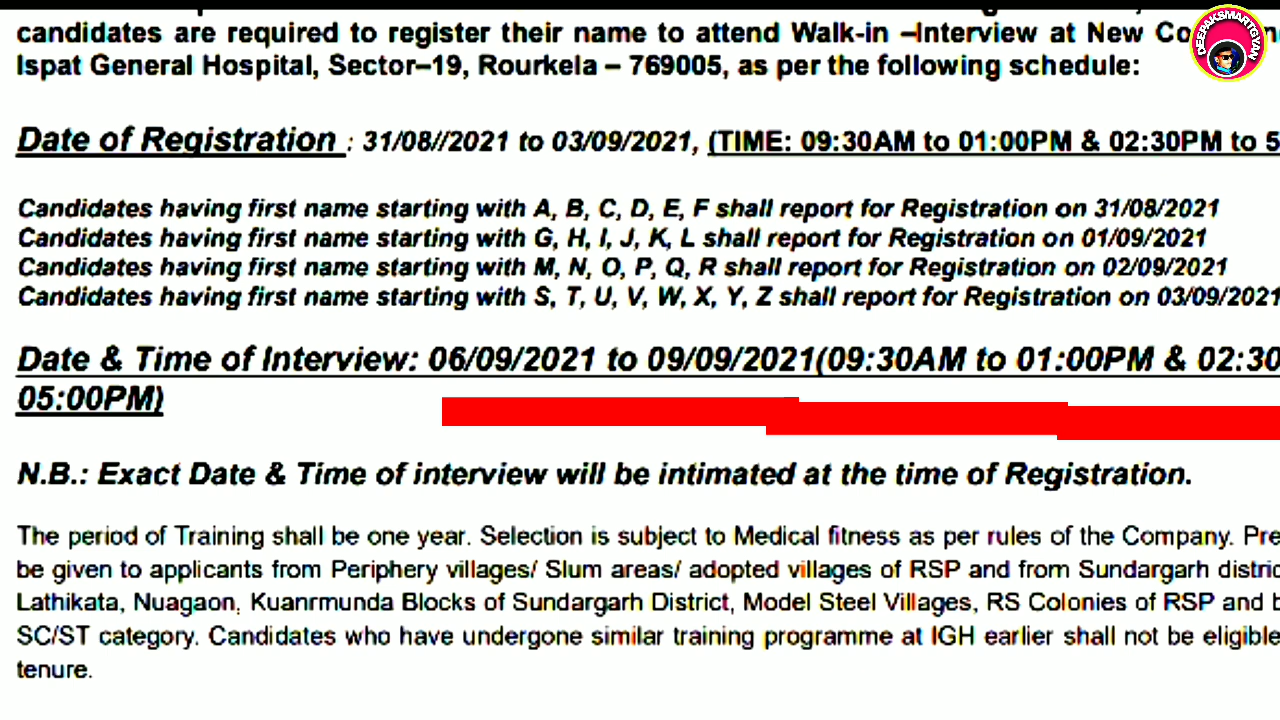 candidates are required to register their name to attend Walk-in –Interview at New Co
Ispat General Hospital, Sector–19, Rourkela – 769005, as per the following schedule:
Date of Registration : 31/08//2021 to 03/09/2021, (TIME: 09:30AM to 01:00PM & 02:30PM to 5
Candidates having first name starting with A, B, C, D, E, F shall report for Registration on 31/08/2021
Candidates having first name starting with G, H, I, J, K, L shall report for Registration on 01/09/2021
Candidates having first name starting with M, N, O, P, Q, R shall report for Registration on 02/09/2021
Candidates having first name starting with S, T, U, V, W, X, Y, Z shall report for Registration on 03/09/2021
Date & Time of Interview: 06/09/2021 to 09/09/2021(09:30AM to 01:00PM & 02:30
05:00PM)
N.B.: Exact Date & Time of interview will be intimated at the time of Registration.
The period of Training shall be one year. Selection is subject to Medical fitness as per rules of the Company. Pre
be given to applicants from Periphery villages/ Slum areas/ adopted villages of RSP and from Sundargarh distric
Lathikata, Nuagaon, Kuanrmunda Blocks of Sundargarh District, Model Steel Villages, RS Colonies of RSP and b
SC/ST category. Candidates who have undergone similar training programme at IGH earlier shall not be eligible
tenure.
DEEPAKSMARTGYAN